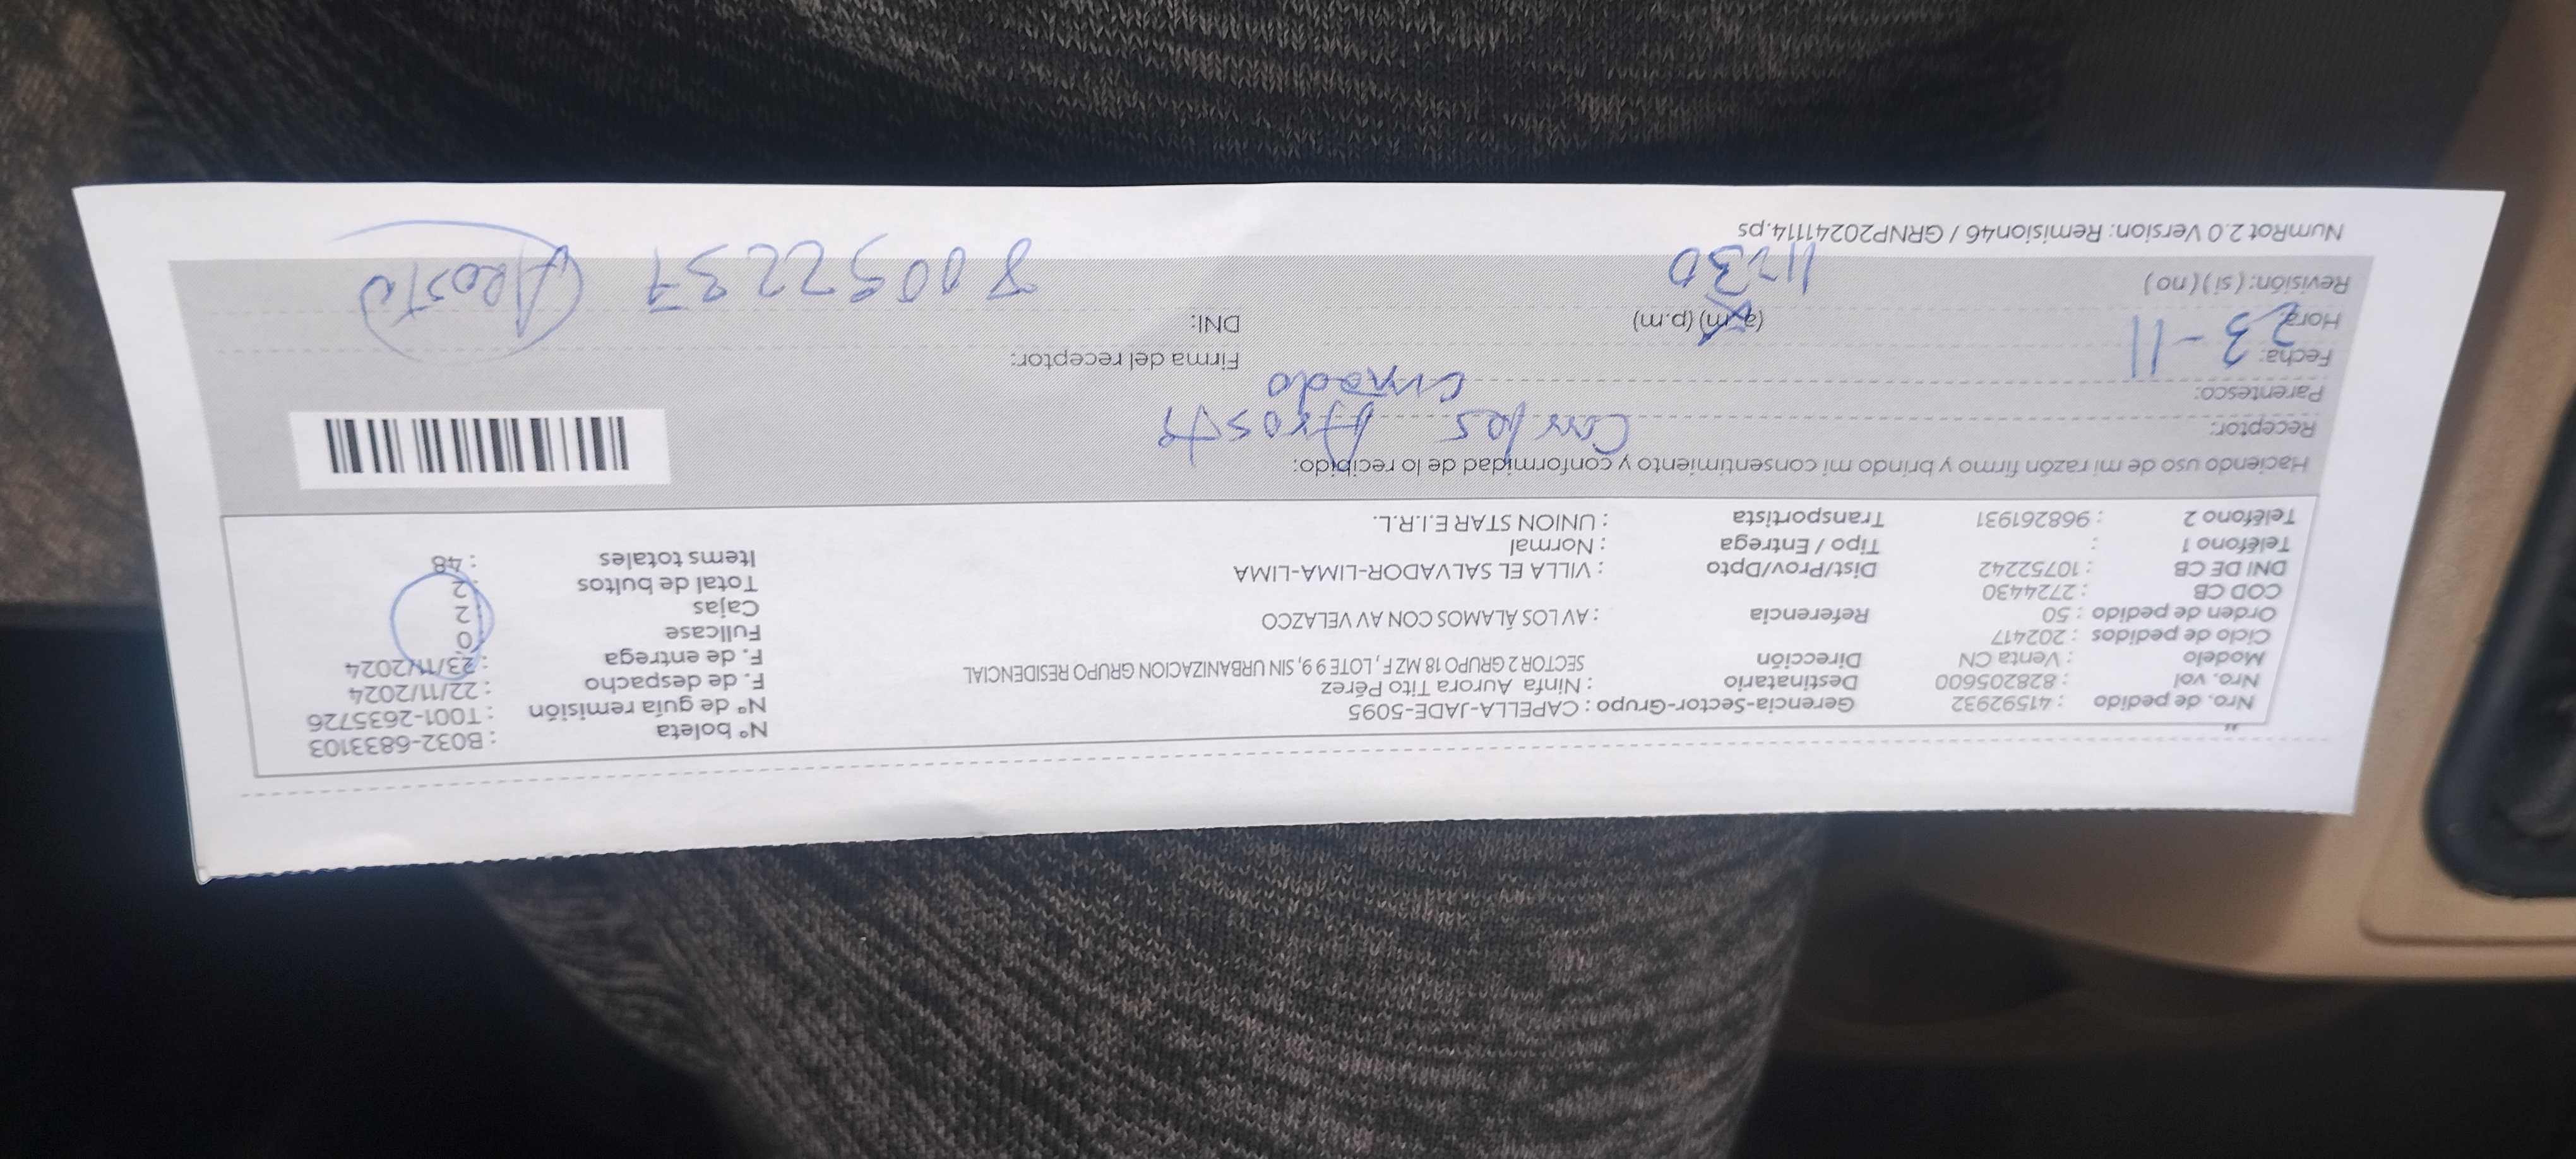 Nro. de pedido : 41592932 Gerencia-Sector-Grupo : CAPELLA-JADE-5095 N° boleta : B032-6833103
Nro. vol : 828205600 Destinatario : Ninfa Aurora Tito Pérez N° de guía remisión : T001-2635726
Modelo : Venta CN Dirección SECTOR 2 GRUPO 18 MZ F , LOTE 9 9, SIN URBANIZACION GRUPO RESIDENCIAL F. de despacho : 22/11/2024
Ciclo de pedidos : 202417 F. de entrega : 23/11/2024
Orden de pedido : 50 Referencia : AV LOS ÁLAMOS CON AV VELAZCO Fullcase : 0
COD CB : 2724430 Cajas : 2
DNI DE CB : 10752242 Dist/Prov/Dpto : VILLA EL SALVADOR-LIMA-LIMA Total de bultos : 2
Teléfono 1 : Tipo / Entrega : Normal Items totales : 48
Teléfono 2 : 968261931 Transportista : UNION STAR E.I.R.L.
Haciendo uso de mi razón firmo y brindo mi consentimiento y conformidad de lo recibido:
Receptor: Carlos Arosto
Parentesco: cuñado
Fecha: 23-11 Firma del receptor:
Hora: (a.m) (p.m) DNI:
Revisión: ( si ) ( no ) 11:30 80052237 Arosto
NumRot 2.0 Version: Remision46 / GRNP20241114.ps